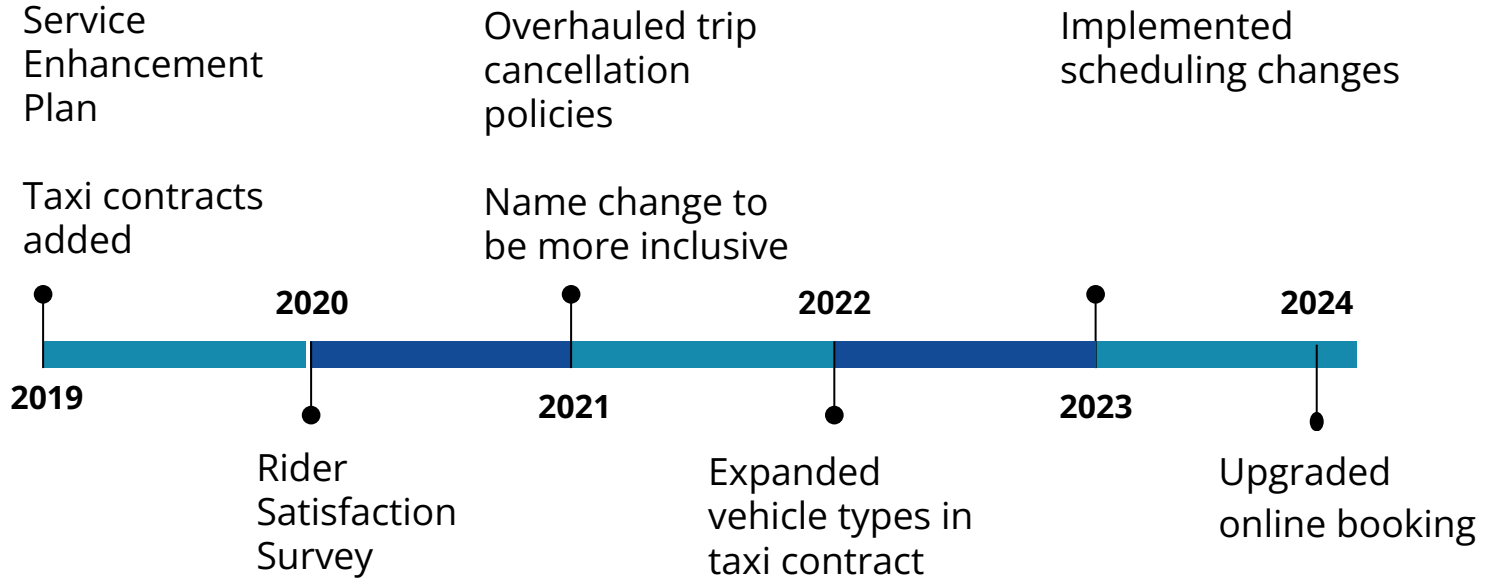 Service
Enhancement
Plan
Taxi contracts
added
Overhauled trip
cancellation
policies
Name change to
be more inclusive
Implemented
scheduling changes
2020
2022
2024
2019
2021
2023
Rider
Satisfaction
Survey
Expanded
vehicle types in
taxi contract
Upgraded
online booking